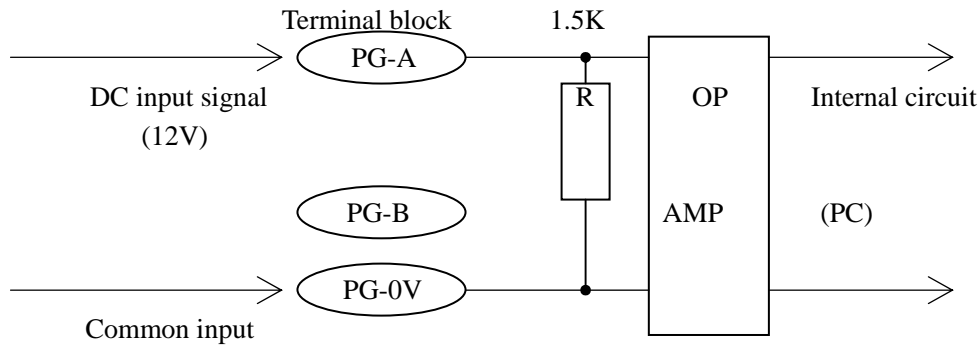 Terminal block
1.5K
PG-A
DC input signal
(12V)
R
OP
Internal circuit
PG-B
AMP
(PC)
PG-0V
Common input